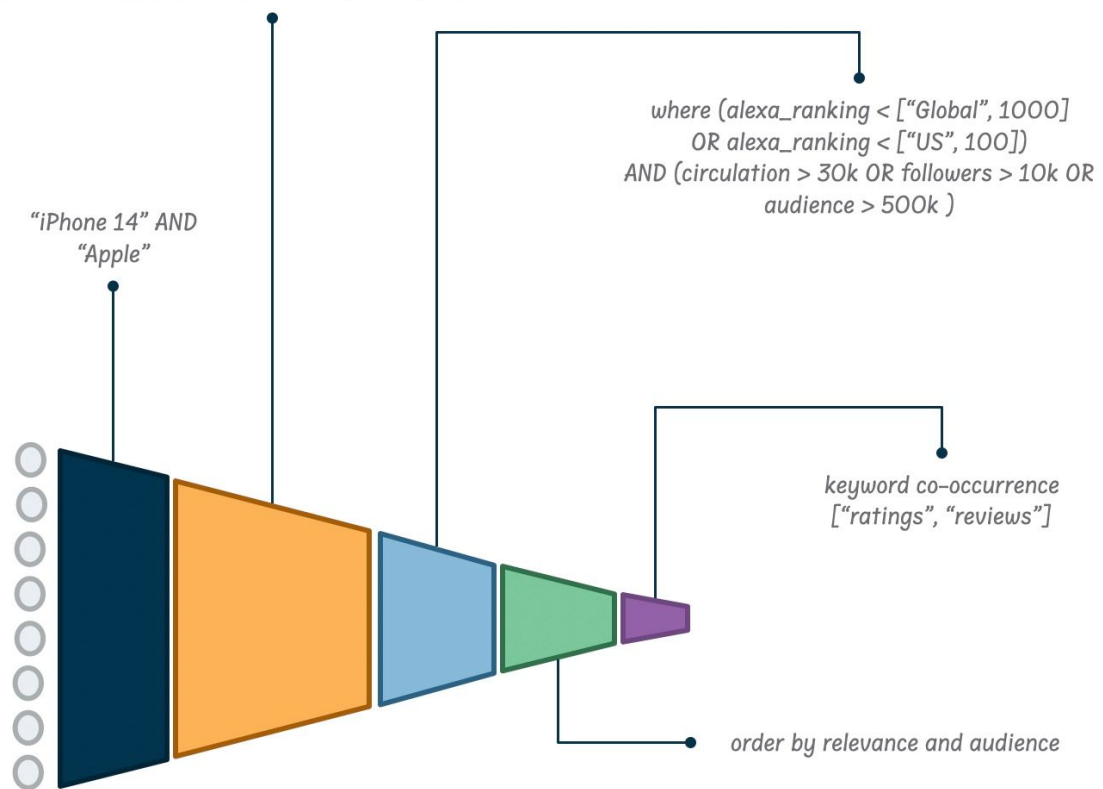 where (alexa_ranking < [“Global”, 1000]
OR alexa_ranking < [“US”, 100])
AND (circulation > 30k OR followers > 10k OR
audience > 500k )
“iPhone 14” AND
“Apple”
keyword co-occurrence
[“ratings”, “reviews”]
order by relevance and audience